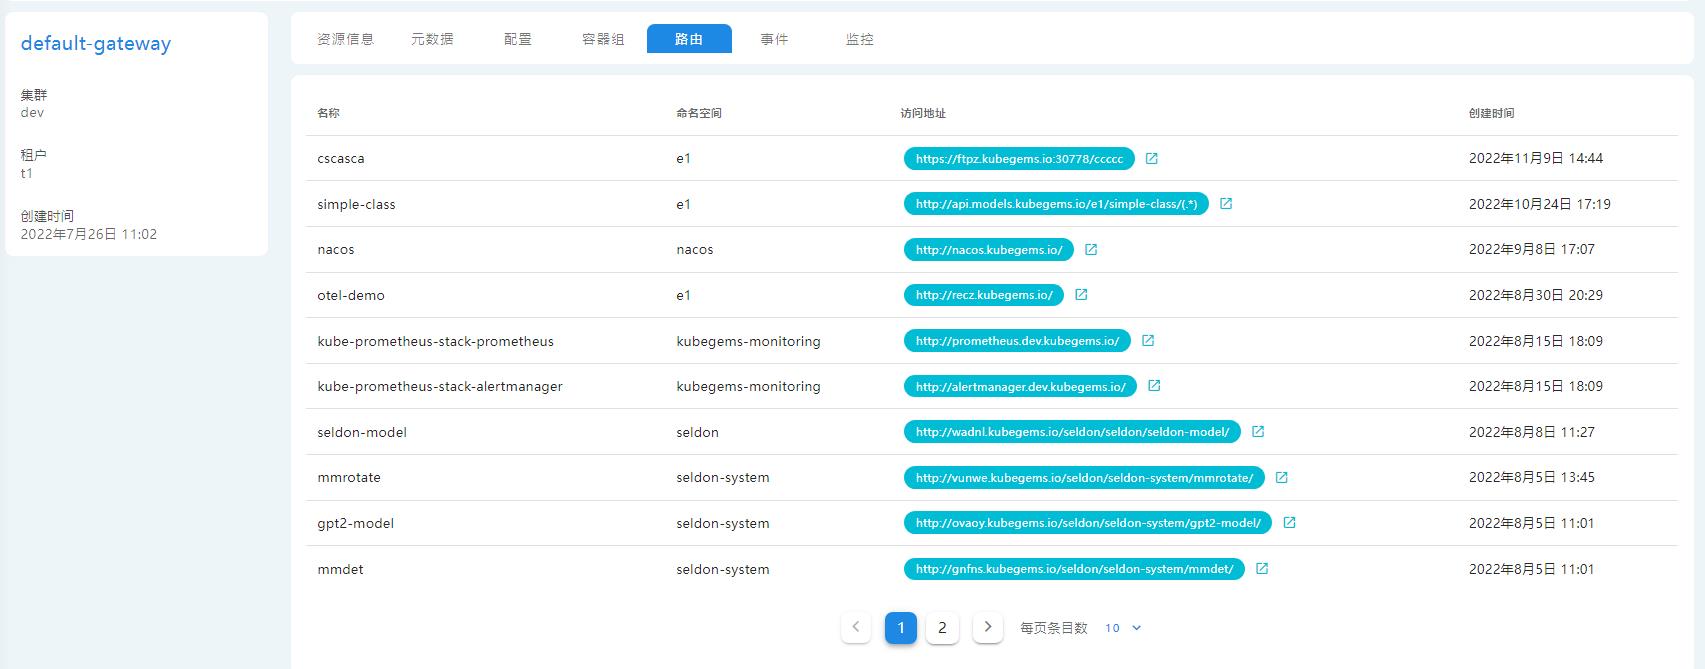 default-gateway
集群
dev
租户
t1
创建时间
2022年7月26日 11:02
资源信息 元数据 配置 容器组 路由 事件 监控
名称 命名空间 访问地址 创建时间
cscasca e1 https://ftpz.kubegems.io:30778/ccccc 2022年11月9日 14:44
simple-class e1 http://api.models.kubegems.io/e1/simple-class/(.*) 2022年10月24日 17:19
nacos nacos http://nacos.kubegems.io/ 2022年9月8日 17:07
otel-demo e1 http://recz.kubegems.io/ 2022年8月30日 20:29
kube-prometheus-stack-prometheus kubegems-monitoring http://prometheus.dev.kubegems.io/ 2022年8月15日 18:09
kube-prometheus-stack-alertmanager kubegems-monitoring http://alertmanager.dev.kubegems.io/ 2022年8月15日 18:09
seldon-model seldon http://wadnl.kubegems.io/seldon/seldon/seldon-model/ 2022年8月8日 11:27
mmrotate seldon-system http://vunwe.kubegems.io/seldon/seldon-system/mmrotate/ 2022年8月5日 13:45
gpt2-model seldon-system http://ovaoy.kubegems.io/seldon/seldon-system/gpt2-model/ 2022年8月5日 11:01
mmdet seldon-system http://gnfns.kubegems.io/seldon/seldon-system/mmdet/ 2022年8月5日 11:01
1 2 每页条目数 10